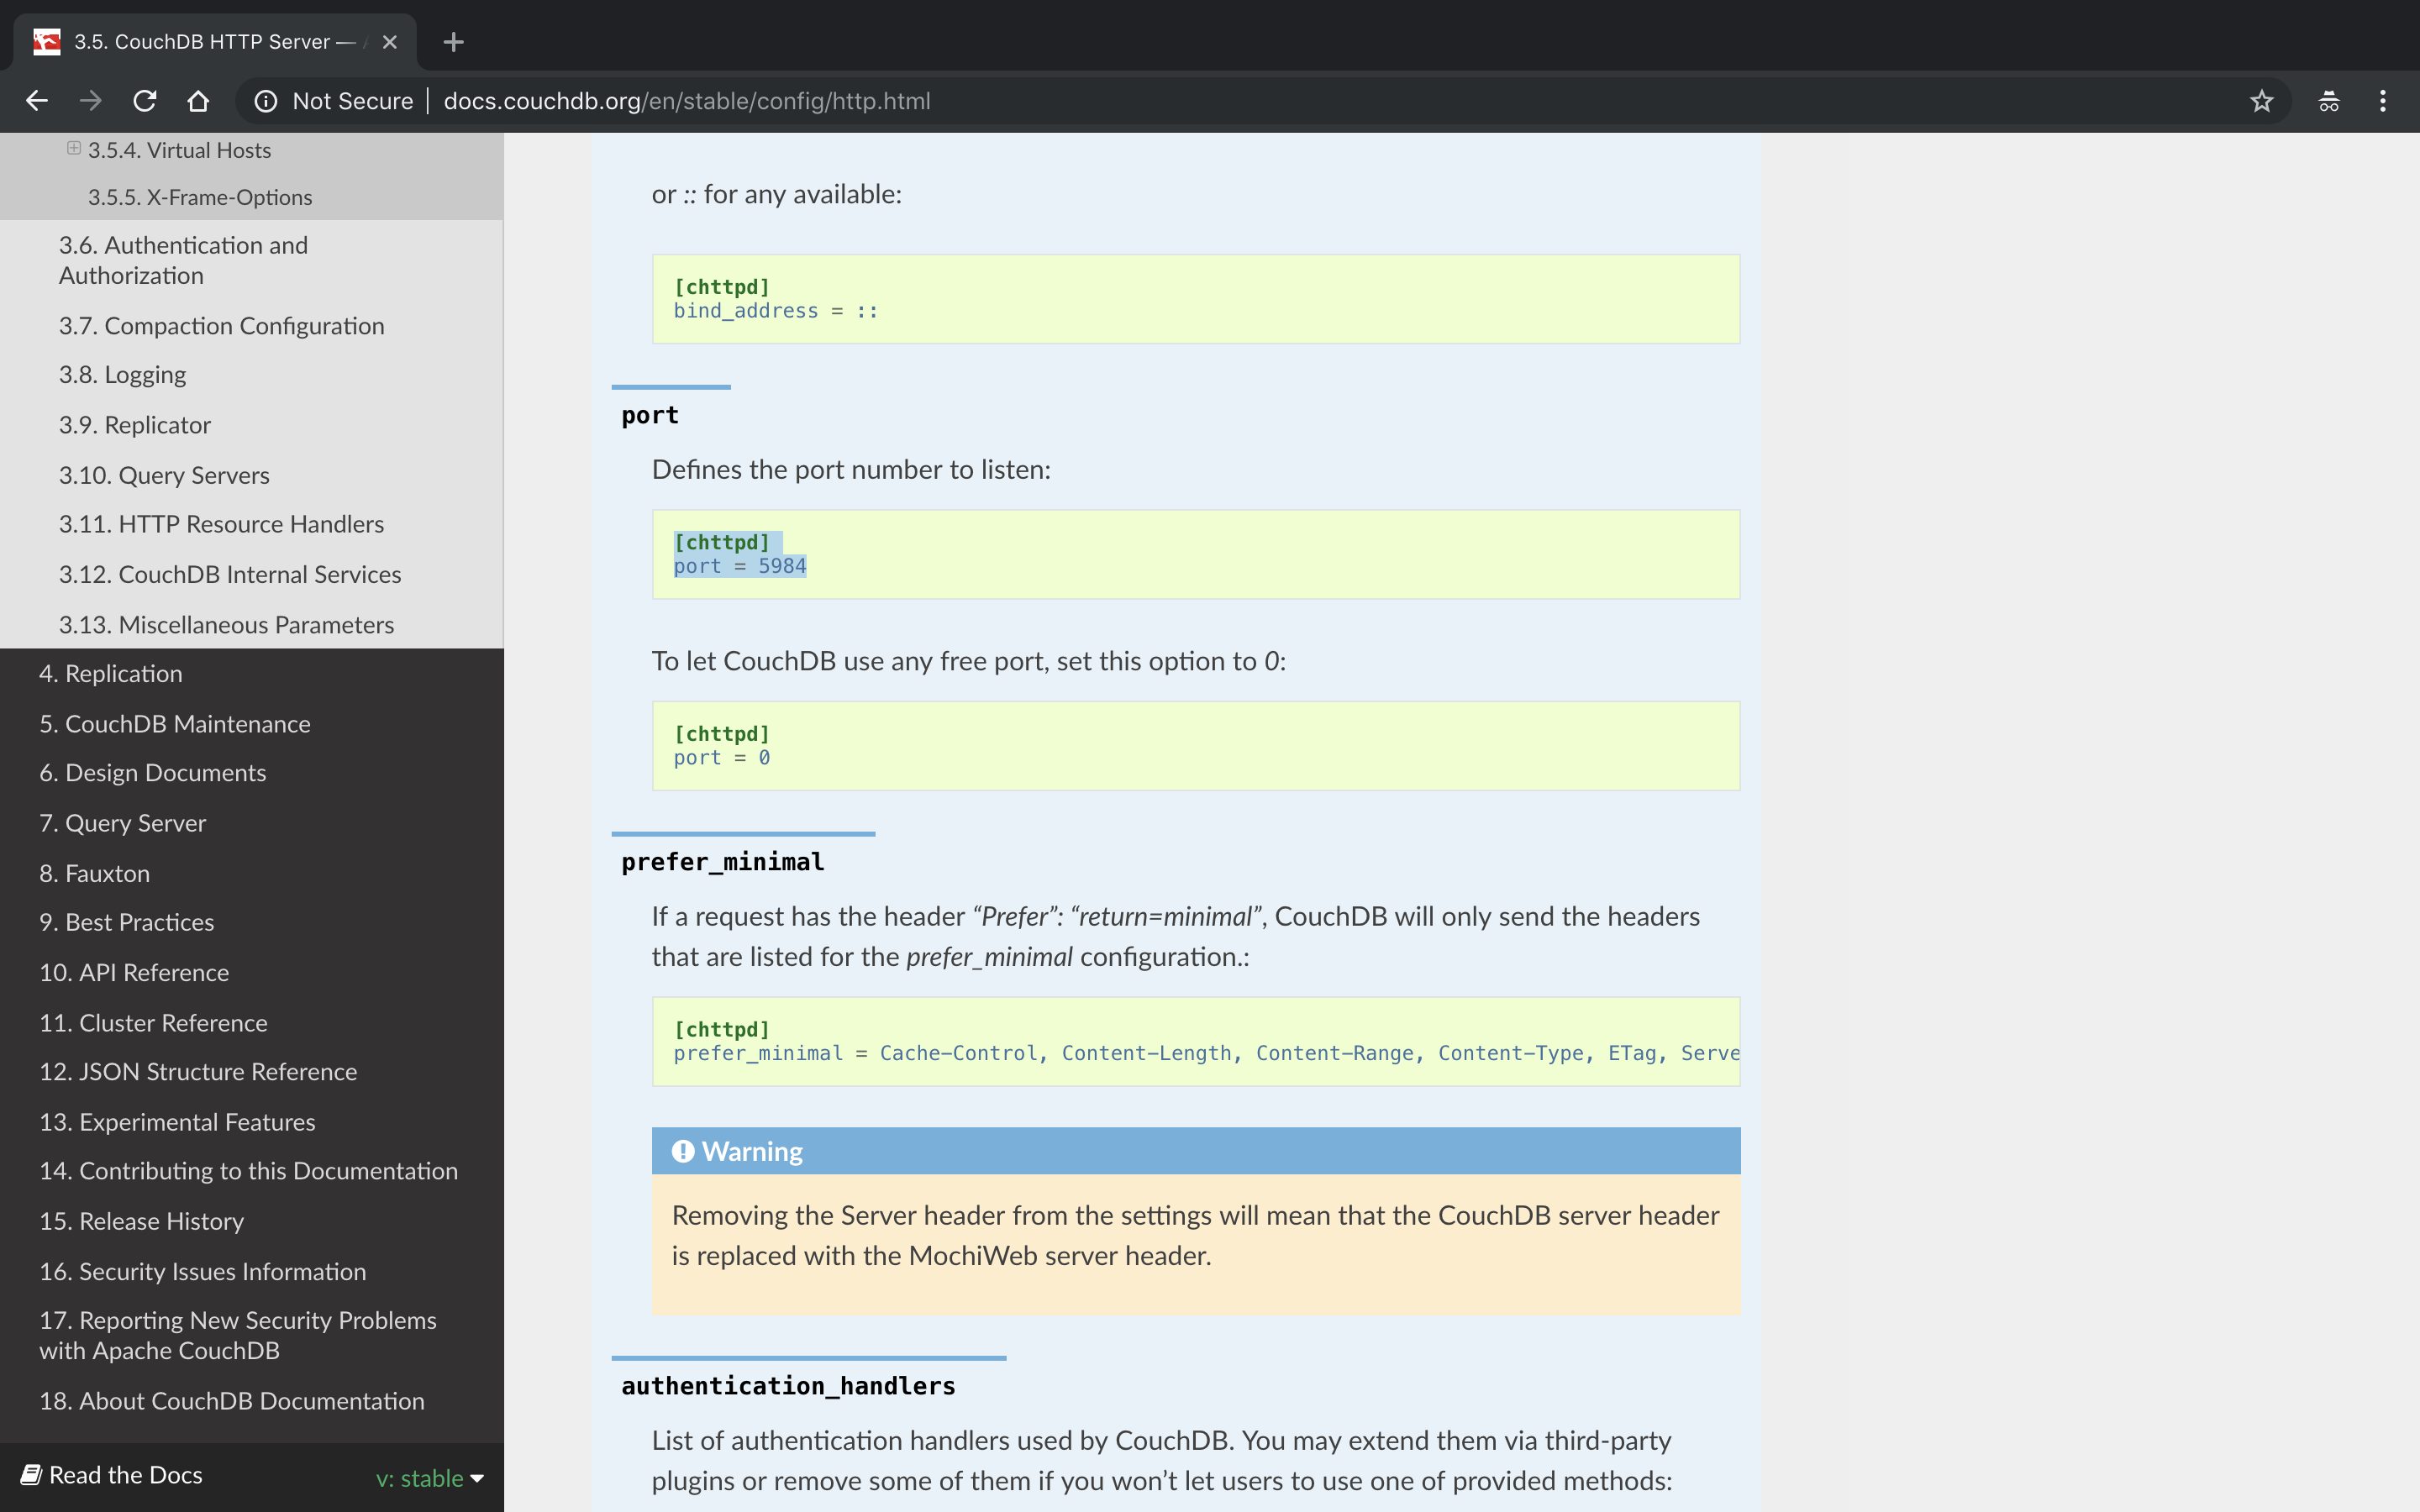 3.5. CouchDB HTTP Server —
Not Secure
docs.couchdb.org/en/stable/config/http.html
3.5.4. Virtual Hosts
3.5.5. X-Frame-Options
3.6. Authentication and
Authorization
3.7. Compaction Configuration
3.8. Logging
3.9. Replicator
3.10. Query Servers
3.11. HTTP Resource Handlers
3.12. CouchDB Internal Services
3.13. Miscellaneous Parameters
4. Replication
5. CouchDB Maintenance
6. Design Documents
7. Query Server
8. Fauxton
9. Best Practices
10. API Reference
11. Cluster Reference
12. JSON Structure Reference
13. Experimental Features
14. Contributing to this Documentation
15. Release History
16. Security Issues Information
17. Reporting New Security Problems
with Apache CouchDB
18. About CouchDB Documentation
Read the Docs
v: stable
or :: for any available:
[chttpd]
bind_address = ::
port
Defines the port number to listen:
[chttpd]
port = 5984
To let CouchDB use any free port, set this option to 0:
[chttpd]
port = 0
prefer_minimal
If a request has the header “Prefer”: “return=minimal”, CouchDB will only send the headers
that are listed for the prefer_minimal configuration.:
[chttpd]
prefer_minimal = Cache-Control, Content-Length, Content-Range, Content-Type, ETag, Serve
Warning
Removing the Server header from the settings will mean that the CouchDB server header
is replaced with the MochiWeb server header.
authentication_handlers
List of authentication handlers used by CouchDB. You may extend them via third-party
plugins or remove some of them if you won’t let users to use one of provided methods: